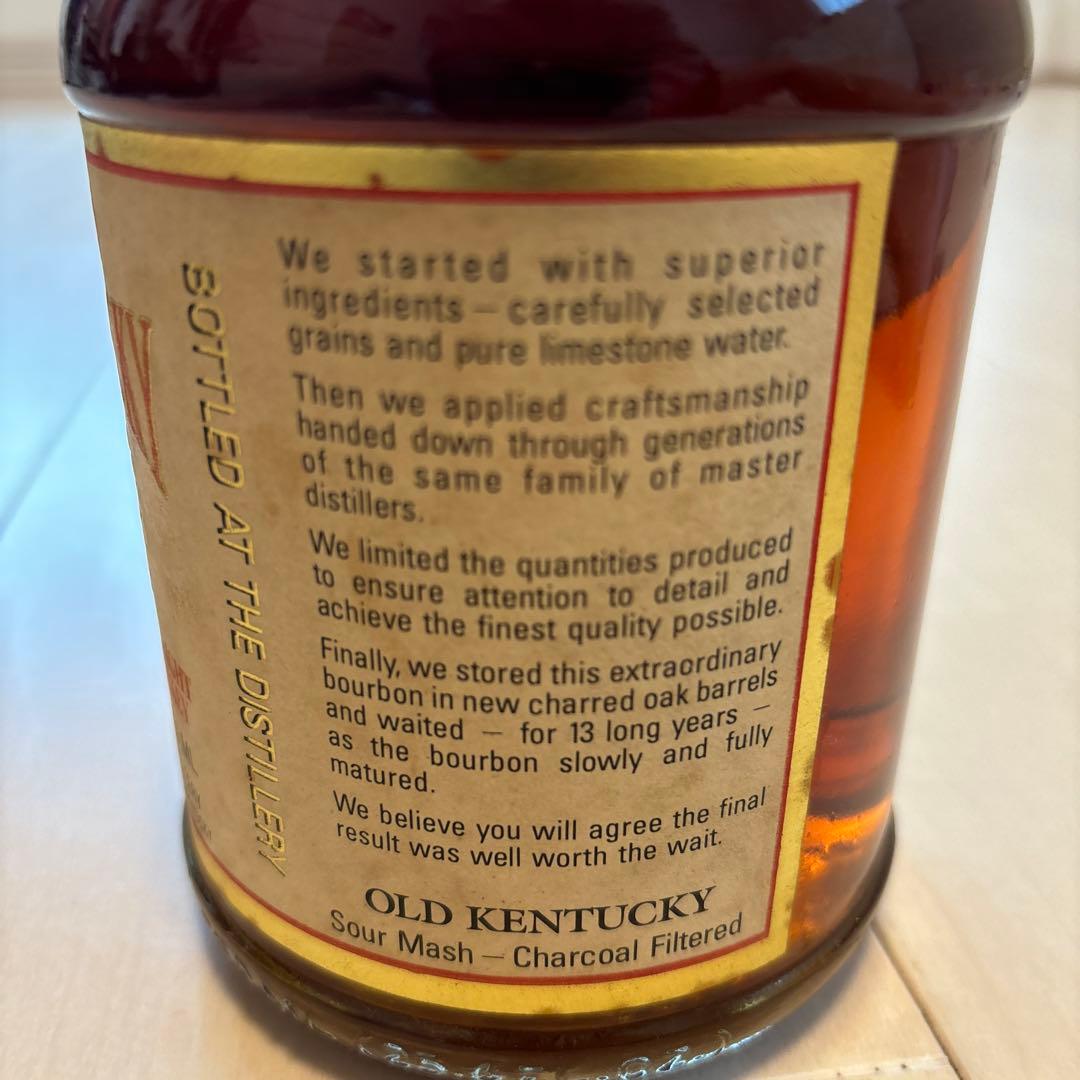 BOTTLED AT THE DISTILLERY
We started with superior
ingredients – carefully selected
grains and pure limestone water.
Then we applied craftsmanship
handed down through generations
of the same family of master
distillers.
We limited the quantities produced
to ensure attention to detail and
achieve the finest quality possible.
Finally, we stored this extraordinary
bourbon in new charred oak barrels
and waited – for 13 long years –
as the bourbon slowly and fully
matured.
We believe you will agree the final
result was well worth the wait.
OLD KENTUCKY
Sour Mash – Charcoal Filtered